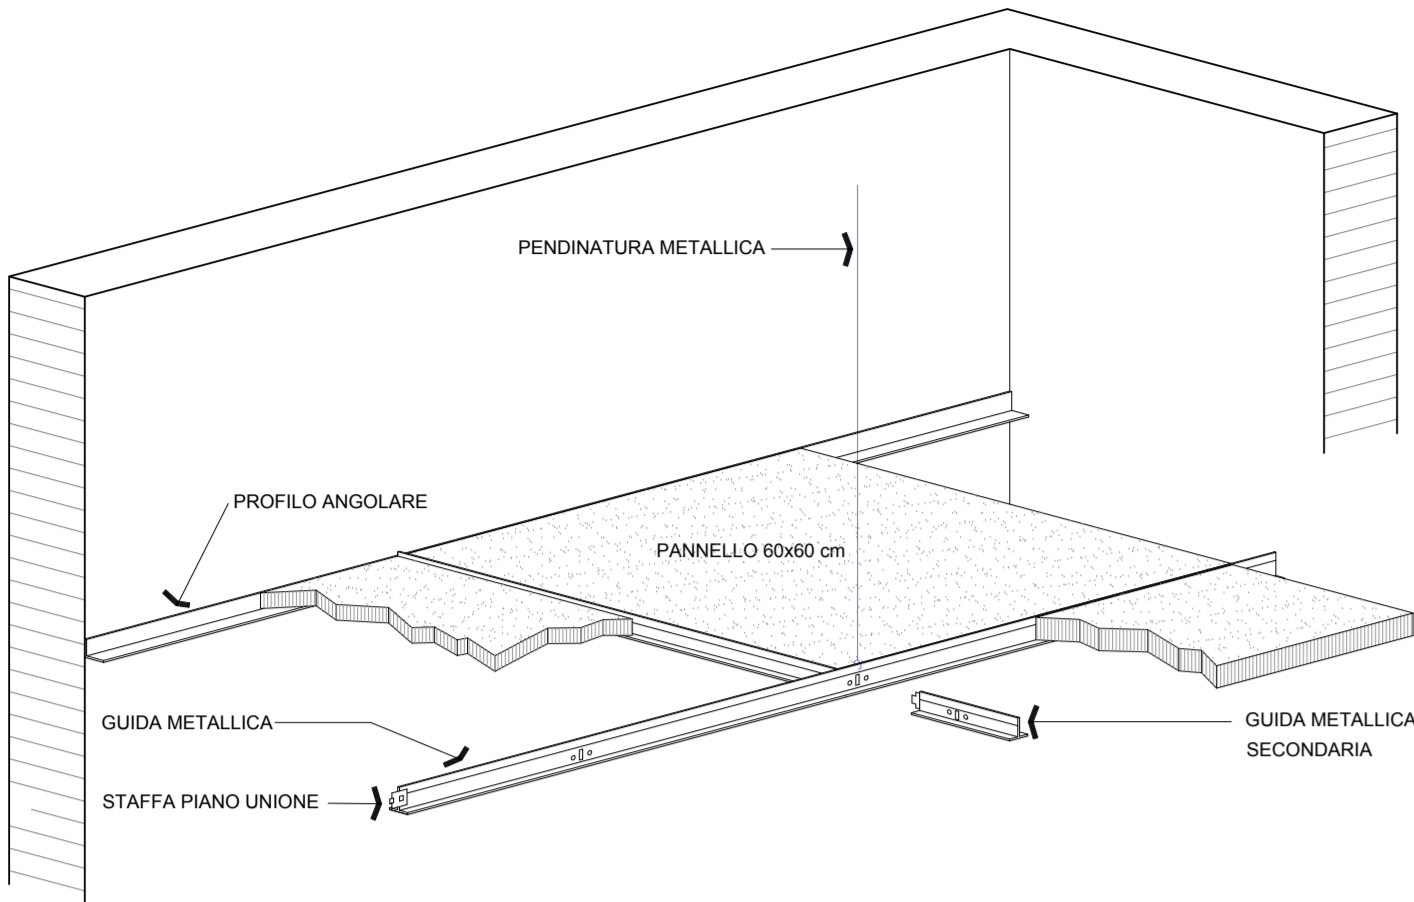 PENDINATURA METALLICA
PROFILO ANGOLARE
PANNELLO 60x60 cm
GUIDA METALLICA
GUIDA METALLICA
SECONDARIA
STAFFA PIANO UNIONE